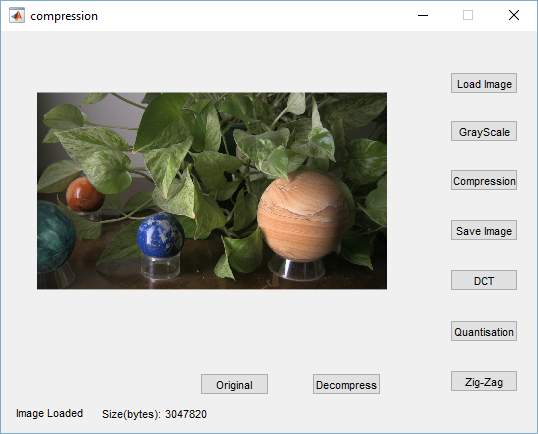 compression
Load Image
GrayScale
Compression
Save Image
DCT
Quantisation
Zig-Zag
Original
Decompress
Image Loaded
Size(bytes): 3047820